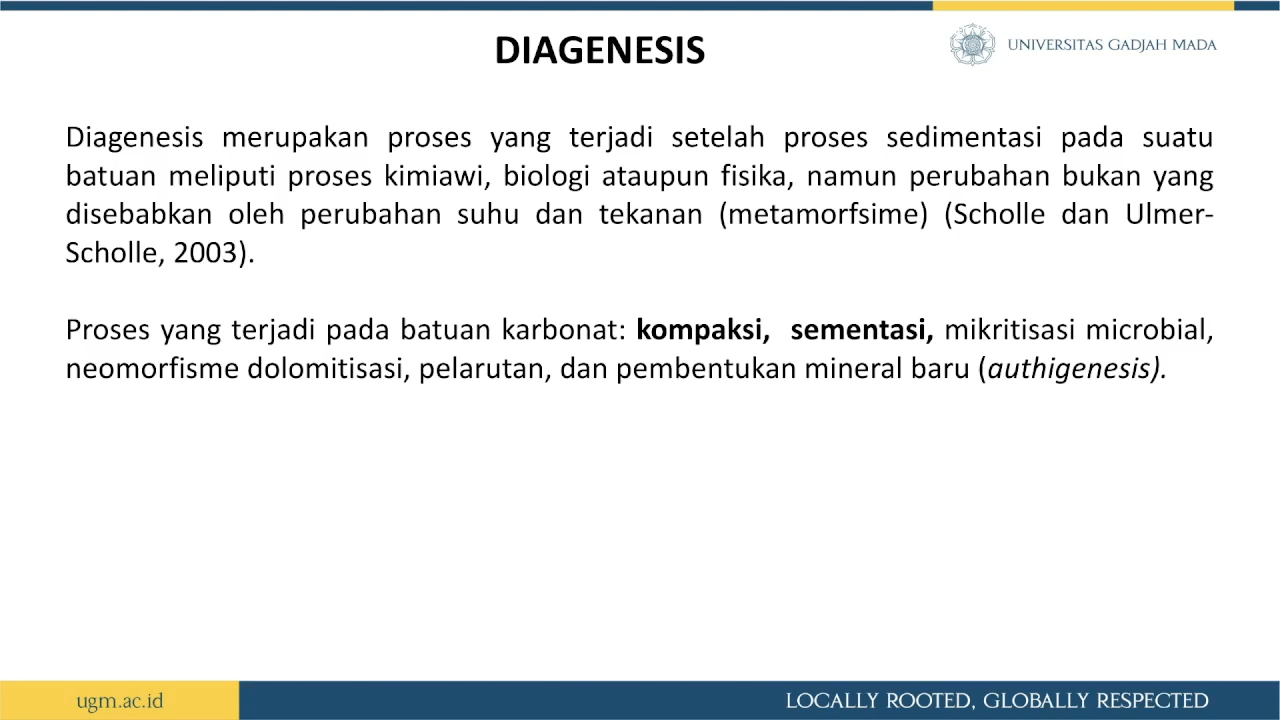 DIAGENESIS
UNIVERSITAS GADJAH MADA
Diagenesis merupakan proses yang terjadi setelah proses sedimentasi pada suatu
batuan meliputi proses kimiawi, biologi ataupun fisika, namun perubahan bukan yang
disebabkan oleh perubahan suhu dan tekanan (metamorfsime) (Scholle dan Ulmer-
Scholle, 2003).
Proses yang terjadi pada batuan karbonat: kompaksi, sementasi, mikritisasi microbial,
neomorfisme dolomitisasi, pelarutan, dan pembentukan mineral baru (authigenesis).
ugm.ac.id
LOCALLY ROOTED, GLOBALLY RESPECTED